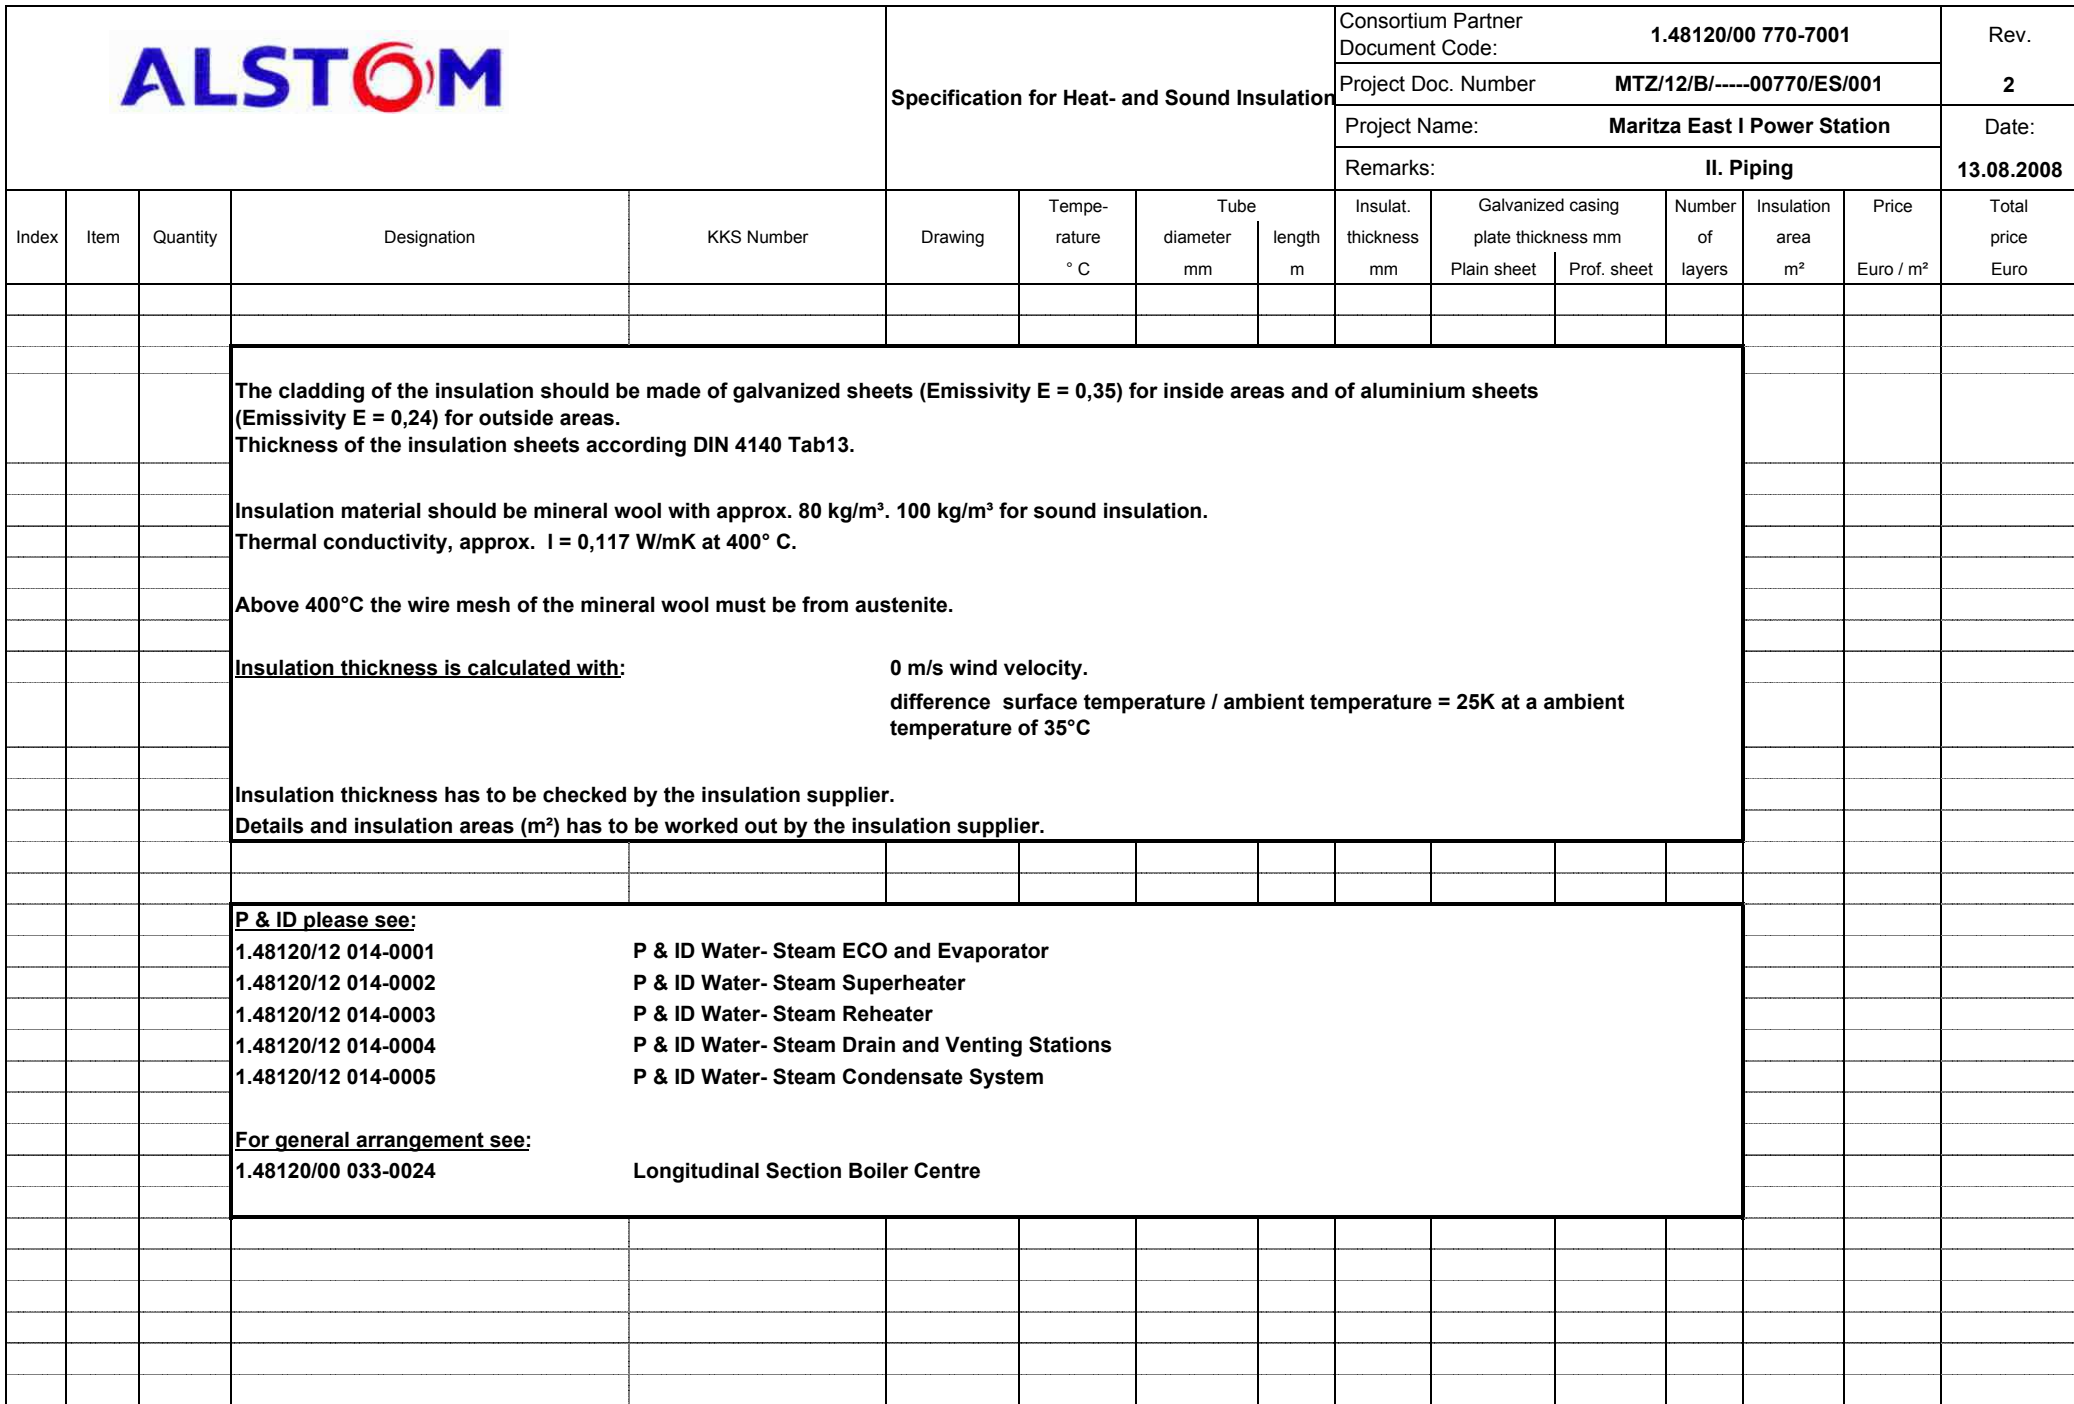 ALSTOM
Specification for Heat- and Sound Insulation
Consortium Partner
Document Code:
1.48120/00 770-7001
Rev.
Project Doc. Number
MTZ/12/B/-----00770/ES/001
2
Project Name:
Maritza East I Power Station
Date:
Remarks:
II. Piping
13.08.2008
Index
Item
Quantity
Designation
KKS Number
Drawing
Tempe-
rature
° C
Tube
diameter
mm
length
m
Insulat.
thickness
mm
Galvanized casing
plate thickness mm
Plain sheet
Prof. sheet
Number
of
layers
Insulation
area
m²
Price
Euro / m²
Total
price
Euro
The cladding of the insulation should be made of galvanized sheets (Emissivity E = 0,35) for inside areas and of aluminium sheets
(Emissivity E = 0,24) for outside areas.
Thickness of the insulation sheets according DIN 4140 Tab13.
Insulation material should be mineral wool with approx. 80 kg/m³. 100 kg/m³ for sound insulation.
Thermal conductivity, approx.  l = 0,117 W/mK at 400° C.
Above 400°C the wire mesh of the mineral wool must be from austenite.
Insulation thickness is calculated with:
0 m/s wind velocity.
difference  surface temperature / ambient temperature = 25K at a ambient
temperature of 35°C
Insulation thickness has to be checked by the insulation supplier.
Details and insulation areas (m²) has to be worked out by the insulation supplier.
P & ID please see:
1.48120/12 014-0001 P & ID Water- Steam ECO and Evaporator
1.48120/12 014-0002 P & ID Water- Steam Superheater
1.48120/12 014-0003 P & ID Water- Steam Reheater
1.48120/12 014-0004 P & ID Water- Steam Drain and Venting Stations
1.48120/12 014-0005 P & ID Water- Steam Condensate System
For general arrangement see:
1.48120/00 033-0024 Longitudinal Section Boiler Centre